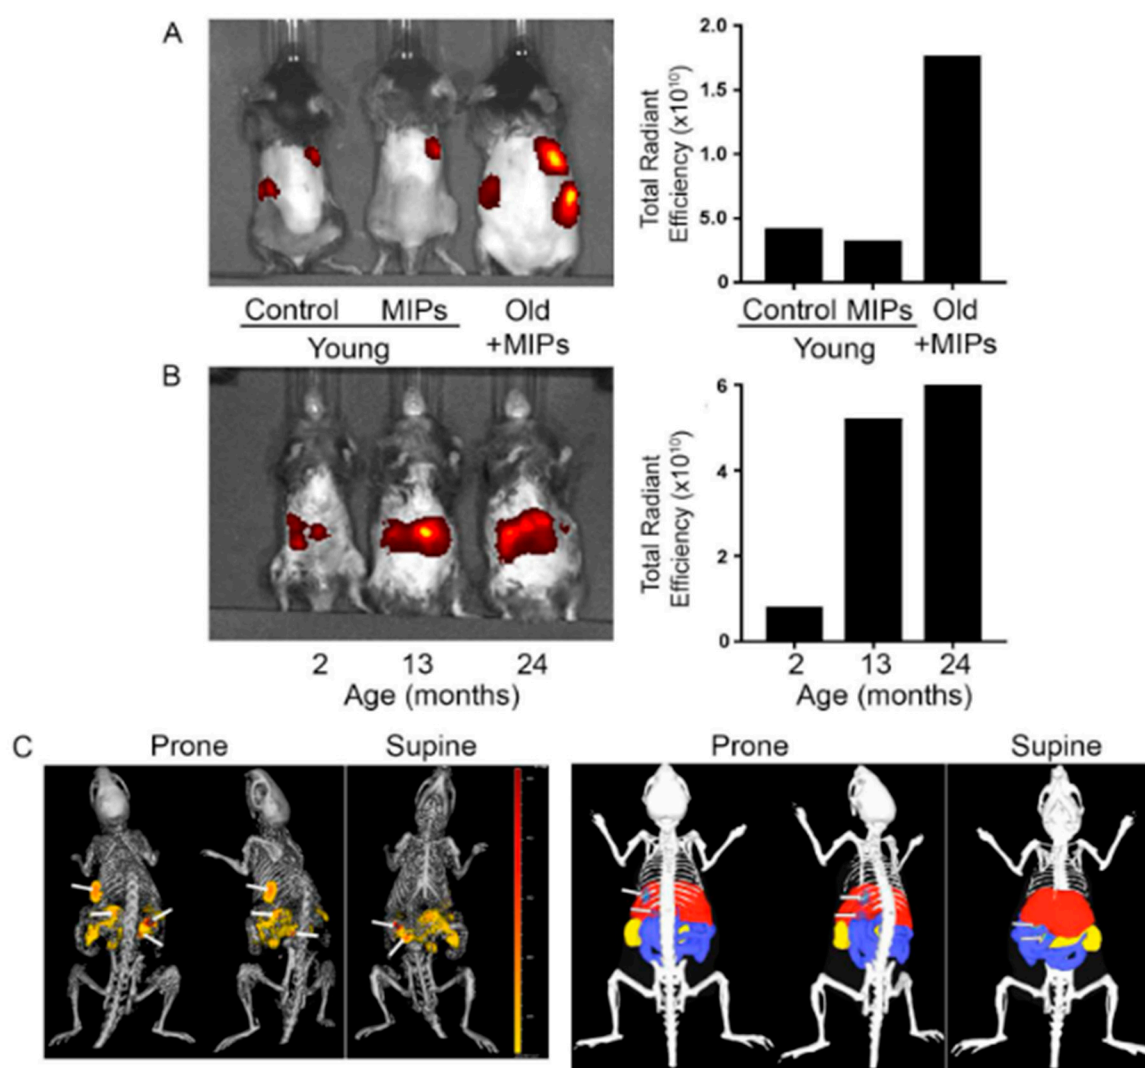 A
Total Radiant
Efficiency (x10¹⁰)
2.0
1.5
1.0
5.0
0
Control MIPs Old
Young +MIPs
Control MIPs Old
Young +MIPs
B
Total Radiant
Efficiency (x10¹⁰)
6
4
2
0
2 13 24
Age (months)
2 13 24
Age (months)
C
Prone Supine
Prone Supine